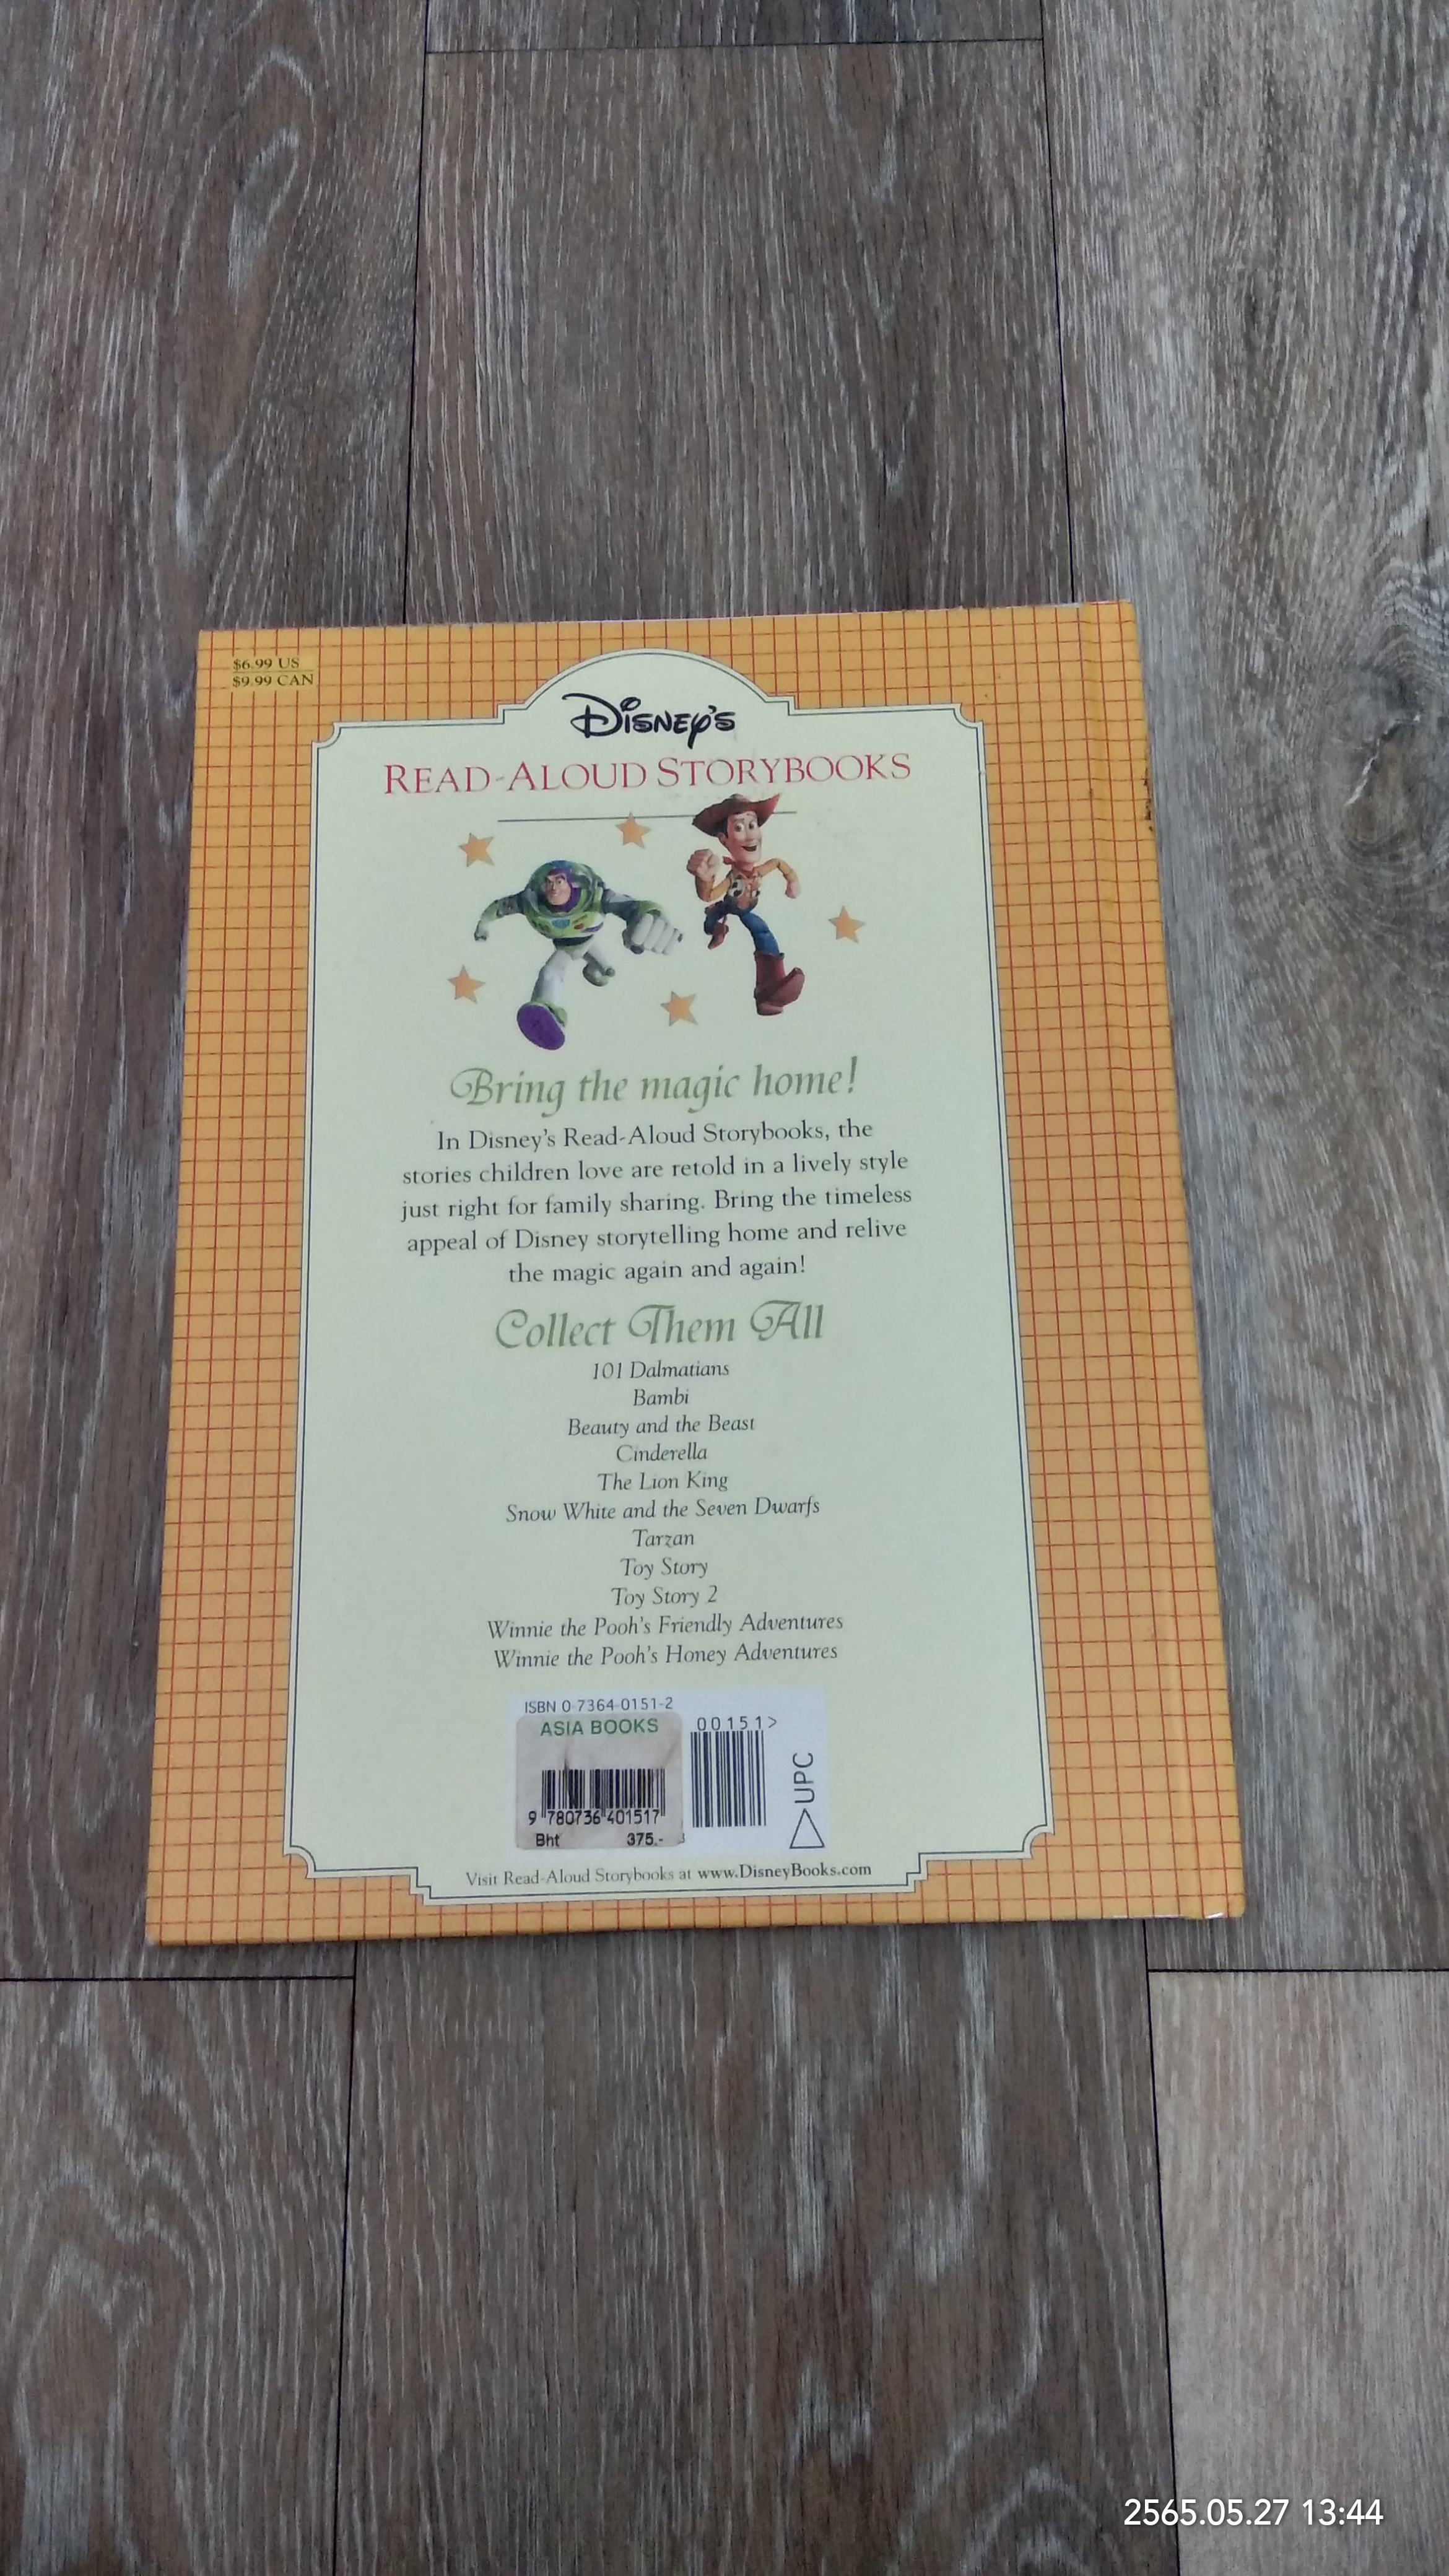 $6.99 US
$9.99 CAN
DISNEY'S
READ-ALOUD STORYBOOKS
Bring the magic home!
In Disney's Read-Aloud Storybooks, the
stories children love are retold in a lively style
just right for family sharing. Bring the timeless
appeal of Disney storytelling home and relive
the magic again and again!
Collect Them All
101 Dalmatians
Bambi
Beauty and the Beast
Cinderella
The Lion King
Snow White and the Seven Dwarfs
Tarzan
Toy Story
Toy Story 2
Winnie the Pooh's Friendly Adventures
Winnie the Pooh's Honey Adventures
ISBN 0-7364-0151-2
ASIA BOOKS
00151>
UPC
9 780736 401517
Bht 375.-
Visit Read-Aloud Storybooks at www.DisneyBooks.com
2565.05.27 13:44